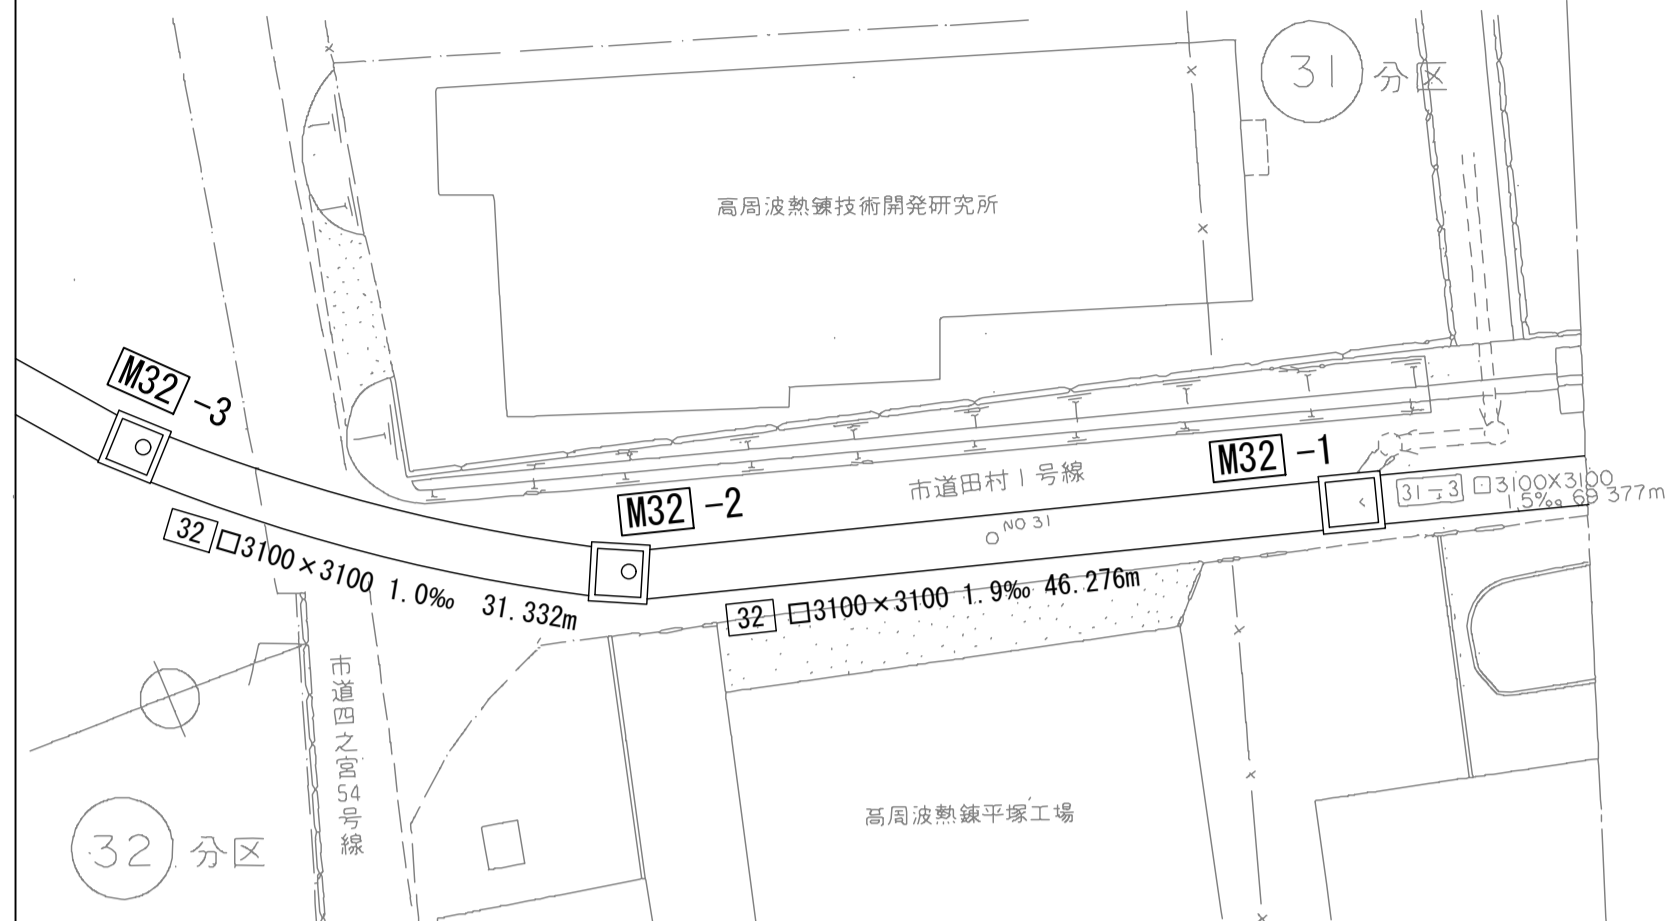 31 分区
高周波熱錬技術開発研究所
M32 -3
M32 -1
市道田村1号線
31-3 □3100X3100
1.5‰ 69.377m
M32 -2
NO 31
32 □3100×3100 1.0‰ 31.332m
32 □3100×3100 1.9‰ 46.276m
市道四之宮54号線
高周波熱錬平塚工場
32 分区